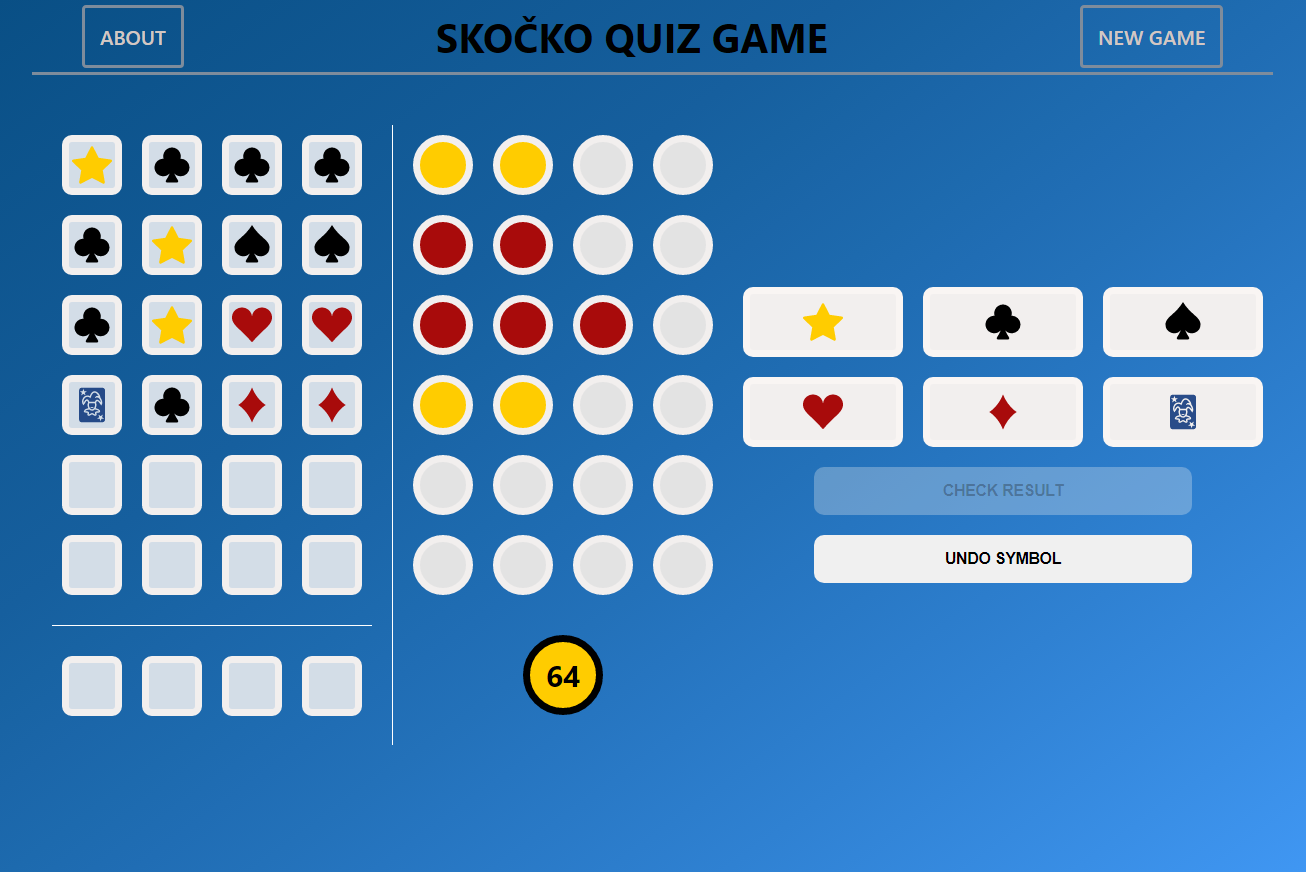 ABOUT
SKOČKO QUIZ GAME
NEW GAME
CHECK RESULT
UNDO SYMBOL
64